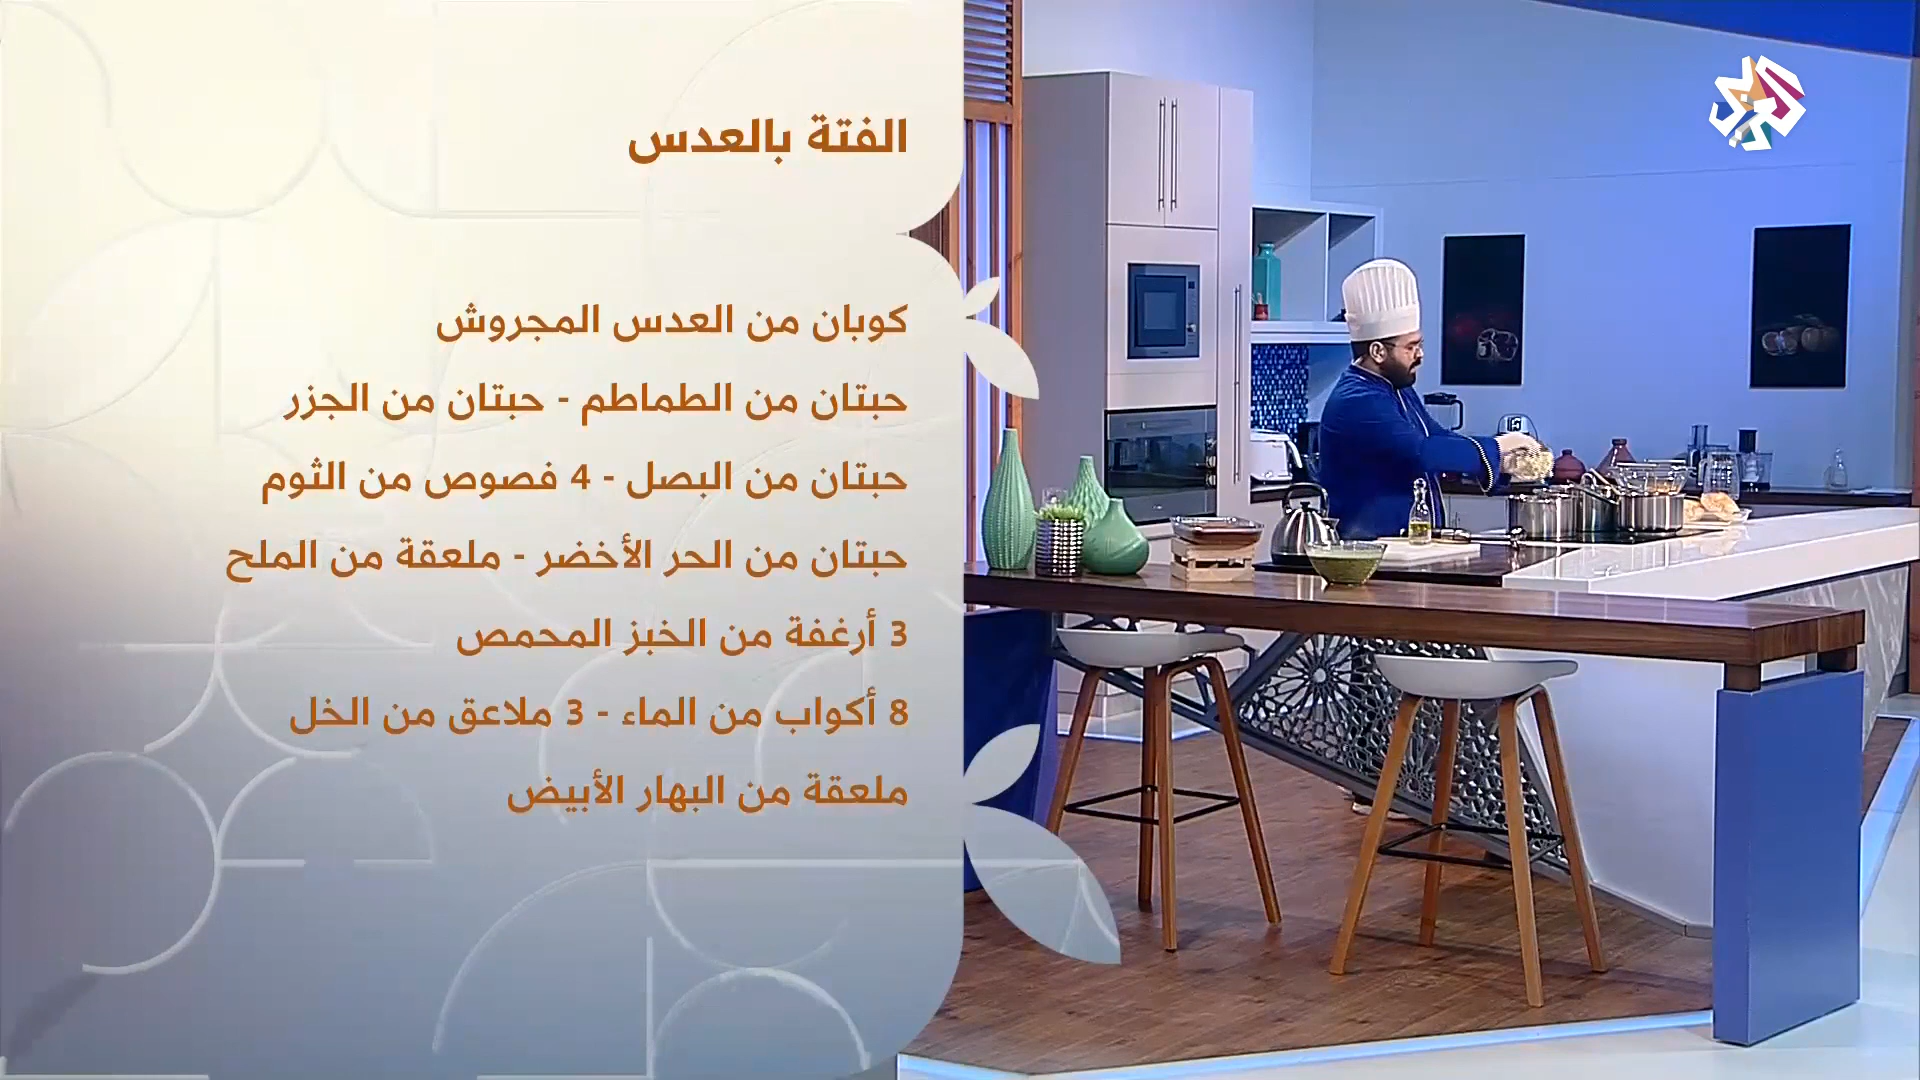 الفتة بالعدس
كوبان من العدس المجروش
حبتان من الطماطم - حبتان من الجزر
حبتان من البصل - 4 فصوص من الثوم
حبتان من الحر الأخضر - ملعقة من الملح
3 أرغفة من الخبز المحمص
8 أكواب من الماء - 3 ملاعق من الخل
ملعقة من البهار الأبيض